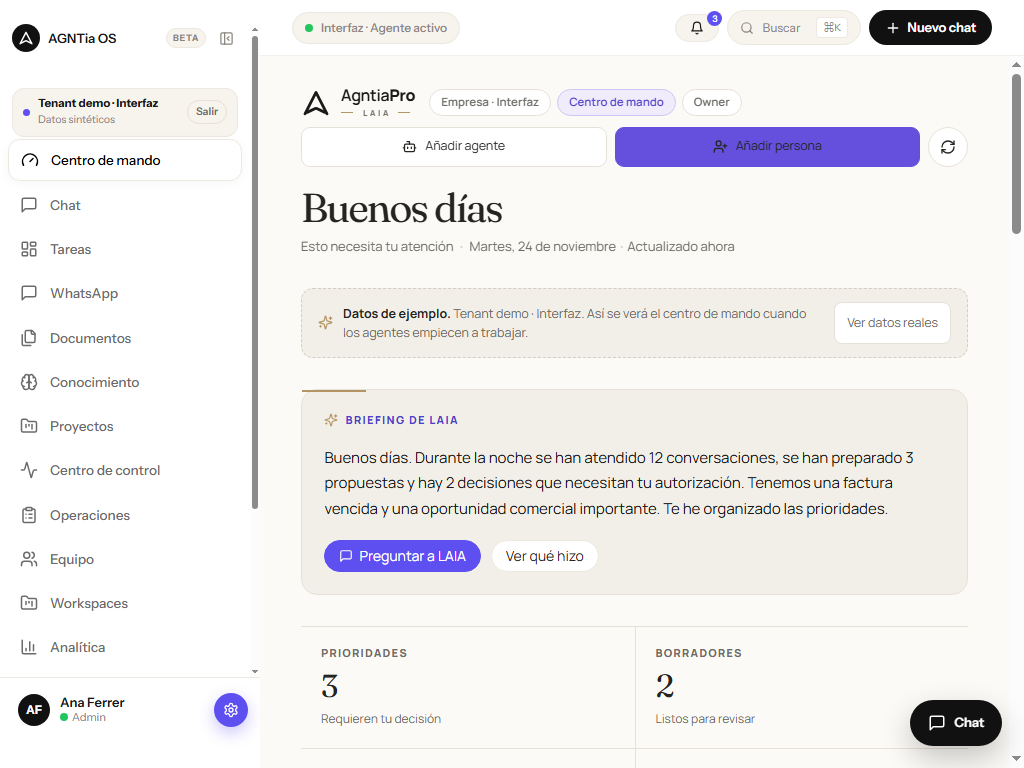 AGNTia OS
BETA
Tenant demo · Interfaz
Datos sintéticos
Salir
Centro de mando
Chat
Tareas
WhatsApp
Documentos
Conocimiento
Proyectos
Centro de control
Operaciones
Equipo
Workspaces
Analítica
AF
Ana Ferrer
Admin
Interfaz · Agente activo
3
Buscar
⌘K
Nuevo chat
AgntiaPro
LAIA
Empresa · Interfaz
Centro de mando
Owner
Añadir agente
Añadir persona
Buenos días
Esto necesita tu atención · Martes, 24 de noviembre · Actualizado ahora
Datos de ejemplo. Tenant demo · Interfaz. Así se verá el centro de mando cuando
los agentes empiecen a trabajar.
Ver datos reales
BRIEFING DE LAIA
Buenos días. Durante la noche se han atendido 12 conversaciones, se han preparado 3
propuestas y hay 2 decisiones que necesitan tu autorización. Tenemos una factura
vencida y una oportunidad comercial importante. Te he organizado las prioridades.
Preguntar a LAIA
Ver qué hizo
PRIORIDADES
3
Requieren tu decisión
BORRADORES
2
Listos para revisar
Chat